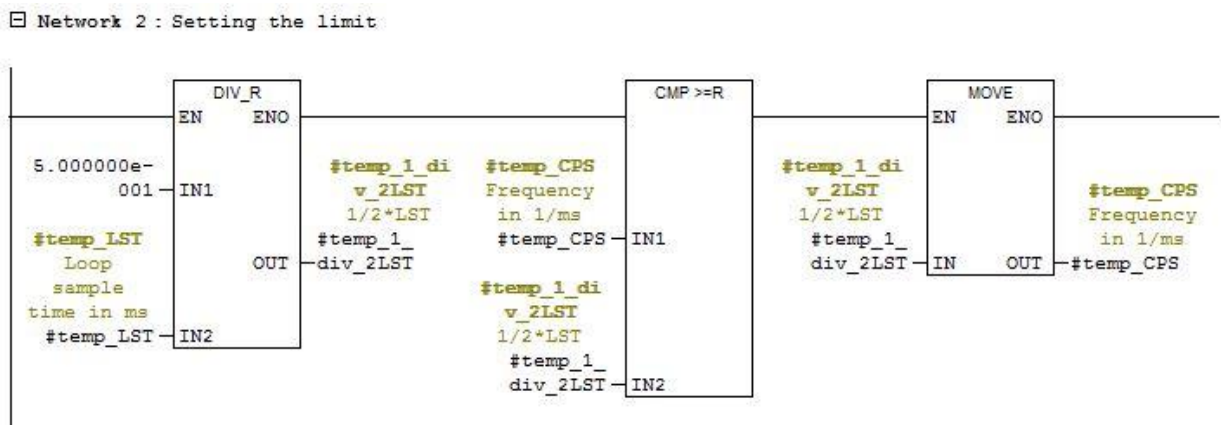 Network 2 : Setting the limit
DIV_R
EN ENO
5.000000e-
001
IN1
#temp_LST
Loop
sample
time in ms
#temp_LST
IN2
OUT
#temp_1_di
v_2LST
1/2*LST
#temp_1_
div_2LST
CMP >=R
#temp_CPS
Frequency
in 1/ms
#temp_CPS
IN1
#temp_1_di
v_2LST
1/2*LST
#temp_1_
div_2LST
IN2
MOVE
EN ENO
#temp_1_di
v_2LST
1/2*LST
#temp_1_
div_2LST
IN OUT
#temp_CPS
Frequency
in 1/ms
#temp_CPS